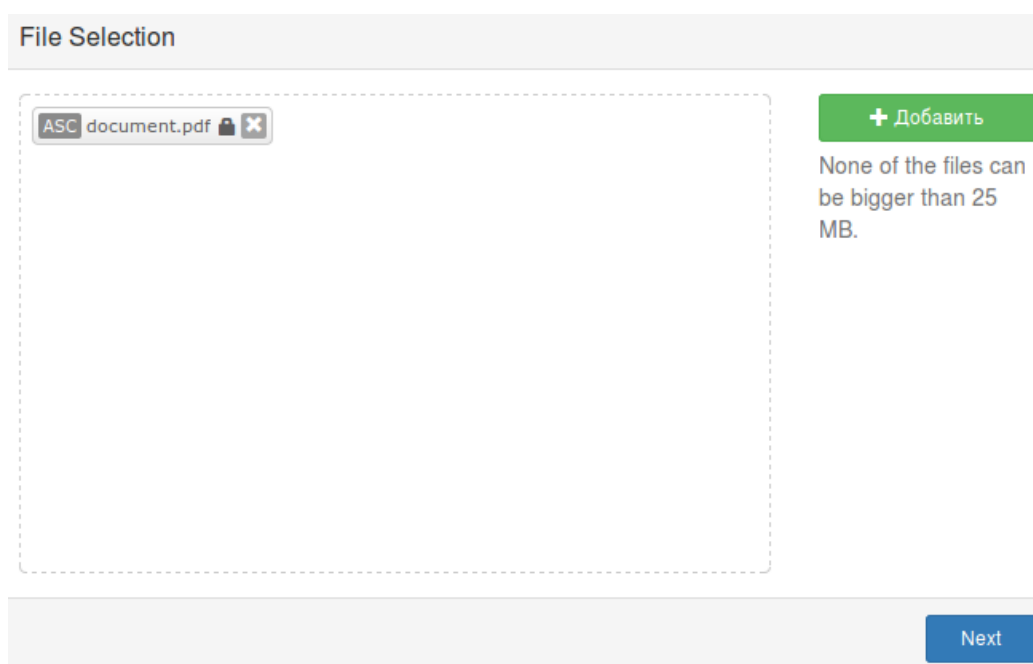 File Selection
ASC document.pdf
Добавить
None of the files can
be bigger than 25
MB.
Next